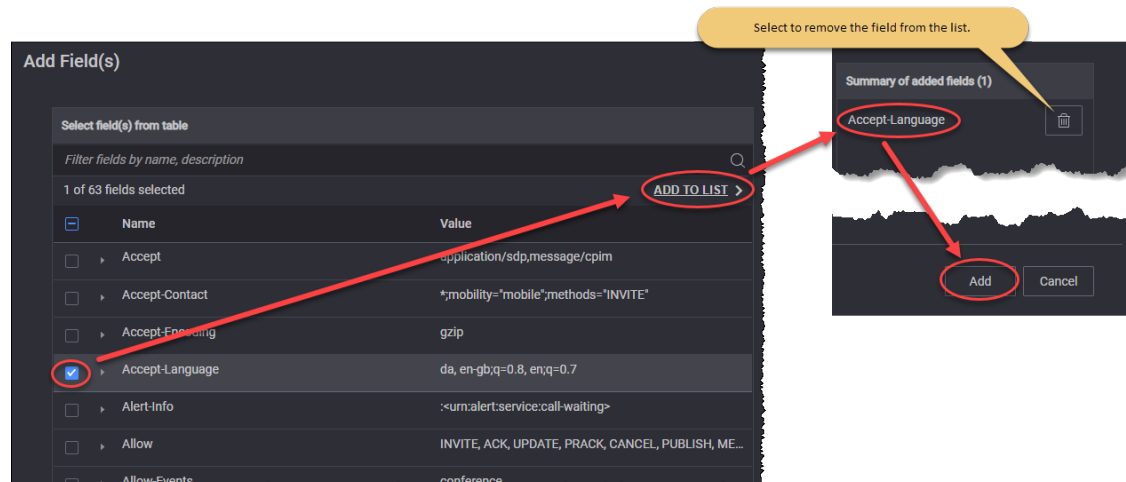 Select to remove the field from the list.
Add Field(s)
Select field(s) from table
Filter fields by name, description
1 of 63 fields selected
ADD TO LIST
Name Value
Accept application/sdp,message/cpim
Accept-Contact *;mobility="mobile";methods="INVITE"
Accept-Encoding gzip
Accept-Language da, en-gb;q=0.8, en;q=0.7
Alert-Info :<urn:alert:service:call-waiting>
Allow INVITE, ACK, UPDATE, PRACK, CANCEL, PUBLISH, ME...
Allow-Events conference
Summary of added fields (1)
Accept-Language
Add Cancel